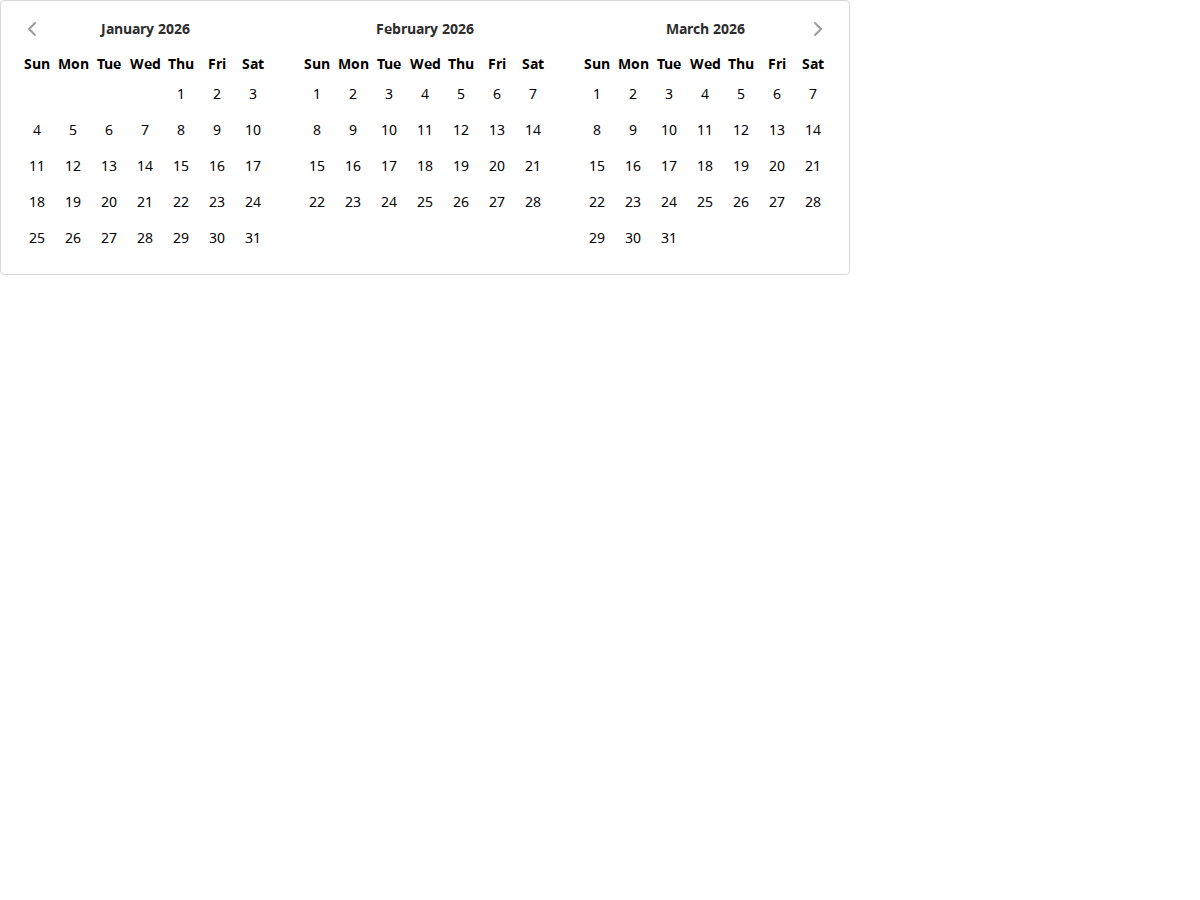 January 2026
Sun Mon Tue Wed Thu Fri Sat
1 2 3
4 5 6 7 8 9 10
11 12 13 14 15 16 17
18 19 20 21 22 23 24
25 26 27 28 29 30 31
February 2026
Sun Mon Tue Wed Thu Fri Sat
1 2 3 4 5 6 7
8 9 10 11 12 13 14
15 16 17 18 19 20 21
22 23 24 25 26 27 28
March 2026
Sun Mon Tue Wed Thu Fri Sat
1 2 3 4 5 6 7
8 9 10 11 12 13 14
15 16 17 18 19 20 21
22 23 24 25 26 27 28
29 30 31